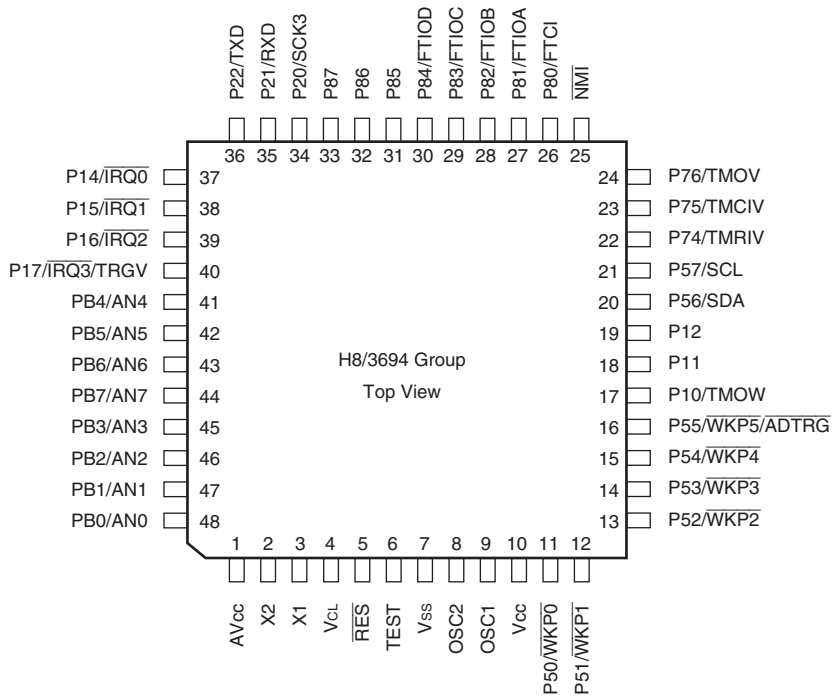 P22/TXD
P21/RXD
P20/SCK3
P87
P86
P85
P84/FTIOD
P83/FTIOC
P82/FTIOB
P81/FTIOA
P80/FTCI
NMI
36 35 34 33 32 31 30 29 28 27 26 25
P14/IRQ0 37
P15/IRQ1 38
P16/IRQ2 39
P17/IRQ3/TRGV 40
PB4/AN4 41
PB5/AN5 42
PB6/AN6 43
PB7/AN7 44
PB3/AN3 45
PB2/AN2 46
PB1/AN1 47
PB0/AN0 48
H8/3694 Group
Top View
24 P76/TMOV
23 P75/TMCIV
22 P74/TMRIV
21 P57/SCL
20 P56/SDA
19 P12
18 P11
17 P10/TMOW
16 P55/WKP5/ADTRG
15 P54/WKP4
14 P53/WKP3
13 P52/WKP2
1 2 3 4 5 6 7 8 9 10 11 12
AVcc
X2
X1
VCL
RES
TEST
Vss
OSC2
OSC1
Vcc
P50/WKP0
P51/WKP1